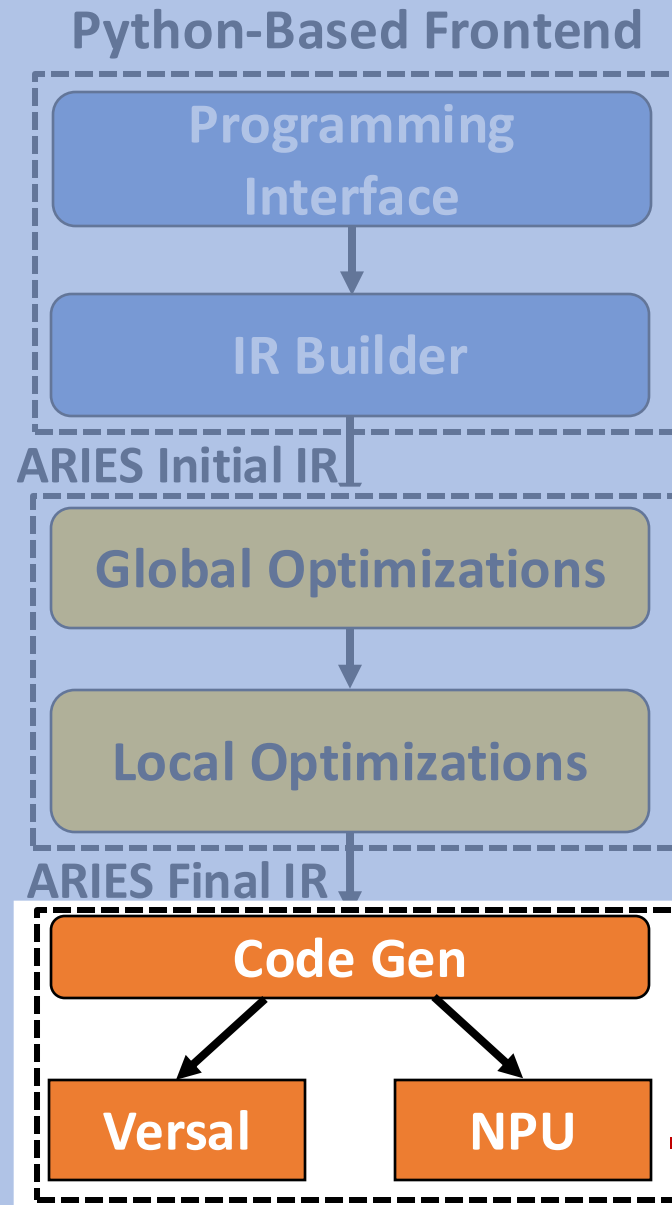 Python-Based Frontend
Programming
Interface
IR Builder
ARIES Initial IR
Global Optimizations
Local Optimizations
ARIES Final IR
Code Gen
Versal NPU